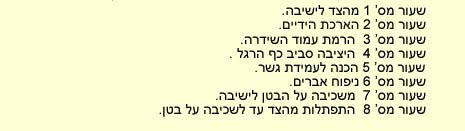 שעור מס' 1 מהצד לישיבה.
שעור מס' 2 הארכת הידיים.
שעור מס' 3  הרמת עמוד השידרה.
שעור מס' 4  היציבה סביב כף הרגל .
שעור מס' 5 הכנה לעמידת גשר.
שעור מס' 6 ניפוח אברים.
שעור מס' 7  משכיבה על הבטן לישיבה.
שעור מס' 8  התפתלות מהצד עד לשכיבה על בטן.